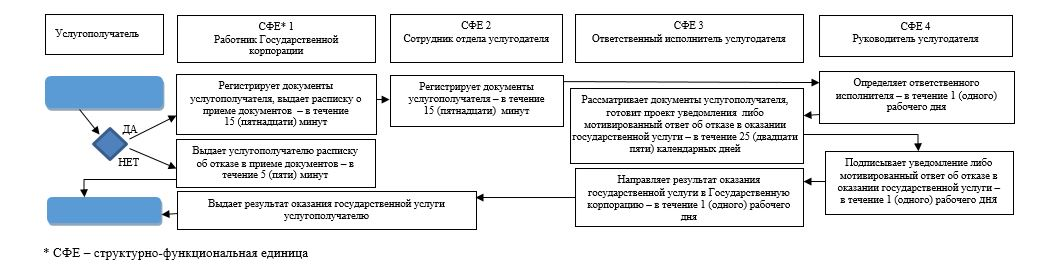 Услугополучатель
СФЕ* 1
Работник Государственной
корпорации
СФЕ 2
Сотрудник отдела услугодателя
СФЕ 3
Ответственный исполнитель услугодателя
СФЕ 4
Руководитель услугодателя
Регистрирует документы
услугополучателя, выдает расписку о
приеме документов – в течение
15 (пятнадцати) минут
Регистрирует документы
услугополучателя – в течение
15 (пятнадцати) минут
Рассматривает документы услугополучателя,
готовит проект уведомления либо
мотивированный ответ об отказе в оказании
государственной услуги – в течение 25 (двадцати
пяти) календарных дней
Определяет ответственного
исполнителя – в течение 1 (одного)
рабочего дня
ДА
НЕТ
Выдает услугополучателю расписку
об отказе в приеме документов – в
течение 5 (пяти) минут
Подписывает уведомление либо
мотивированный ответ об отказе в
оказании государственной услуги –
в течение 1 (одного) рабочего дня
Направляет результат оказания
государственной услуги в Государственную
корпорацию – в течение 1 (одного) рабочего
дня
Выдает результат оказания государственной услуги
услугополучателю
* СФЕ – структурно-функциональная единица